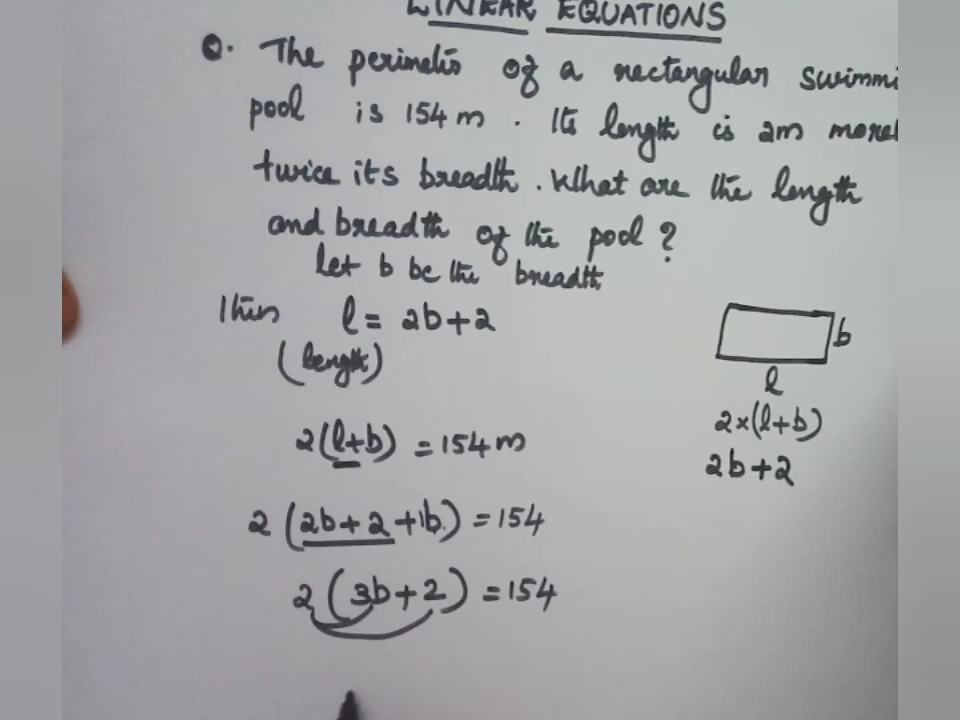 LINEAR EQUATIONS
Q. The perimeter of a rectangular swimmi
pool is 154 m. Its length is 2m more
twice its breadth. What are the length
and breadth of the pool?
let b be the breadth
Then l = 2b+2
(length)
b
l
2×(l+b)
2b+2
2(l+b) = 154 m
2 (2b+2+1b) = 154
2 (3b+2) = 154